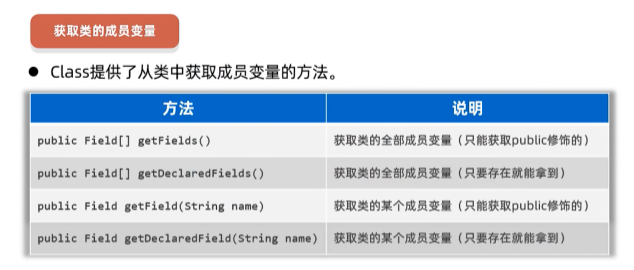 获取类的成员变量
● Class提供了从类中获取成员变量的方法。
方法 说明
public Field[] getFields() 获取类的全部成员变量（只能获取public修饰的）
public Field[] getDeclaredFields() 获取类的全部成员变量（只要存在就能拿到）
public Field getField(String name) 获取类的某个成员变量（只能获取public修饰的）
public Field getDeclaredField(String name) 获取类的某个成员变量（只要存在就能拿到）